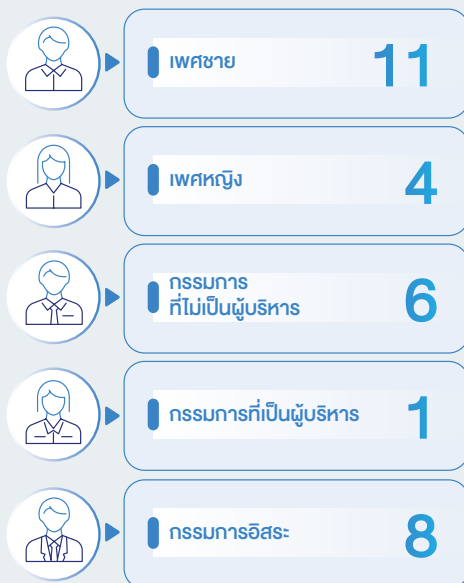 เพศชาย 11
เพศหญิง 4
กรรมการ
ที่ไม่เป็นผู้บริหาร 6
กรรมการที่เป็นผู้บริหาร 1
กรรมการอิสระ 8